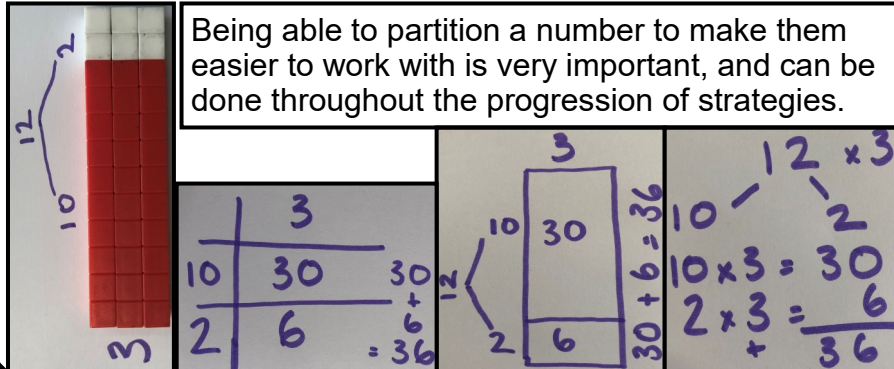 Being able to partition a number to make them
easier to work with is very important, and can be
done throughout the progression of strategies.
2
12
10
3
3
10 30 30
+
2 6 6
= 36
3
10 30
12
2 6
30 + 6 = 36
12 x 3
10 2
10 x 3 = 30
2 x 3 = 6
+ 36